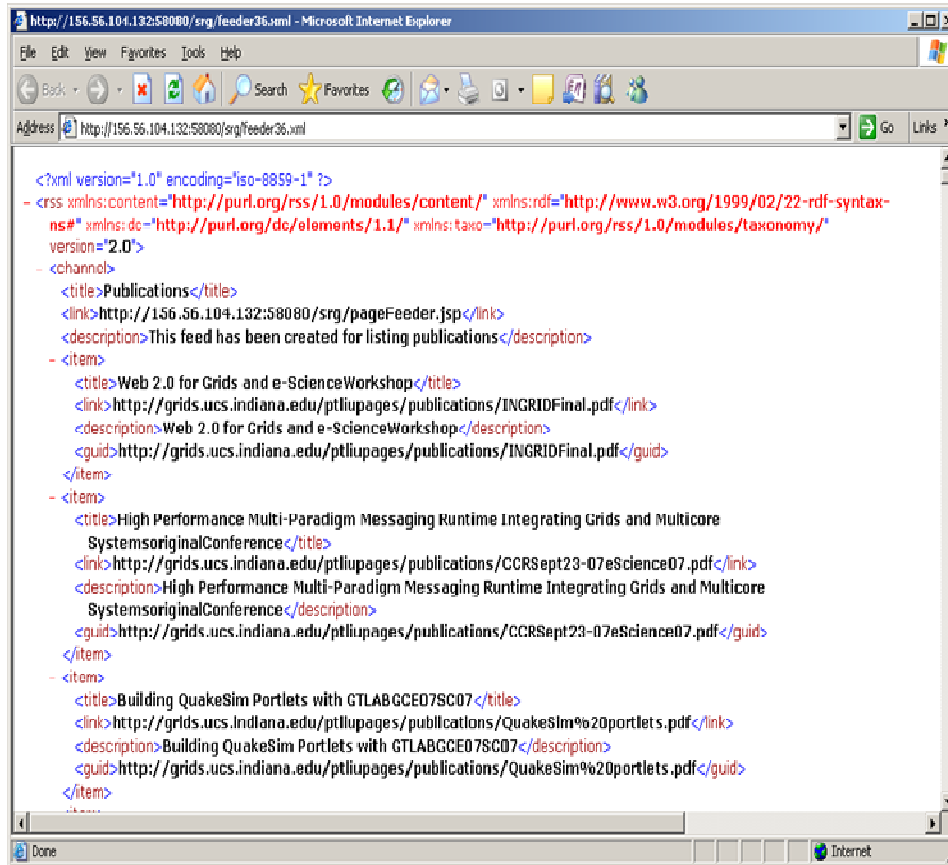 http://156.56.104.132:58080/srg/feeder36.xml - Microsoft Internet Explorer
File Edit View Favorites Tools Help
Back Search Favorites
Address http://156.56.104.132:58080/srg/feeder36.xml Go Links »
<?xml version="1.0" encoding="iso-8859-1" ?>
- <rss xmlns:content="http://purl.org/rss/1.0/modules/content/" xmlns:rdf="http://www.w3.org/1999/02/22-rdf-syntax-
ns#" xmlns:dc="http://purl.org/dc/elements/1.1/" xmlns:taxo="http://purl.org/rss/1.0/modules/taxonomy/"
version="2.0">
- <channel>
<title>Publications</title>
<link>http://156.56.104.132:58080/srg/pageFeeder.jsp</link>
<description>This feed has been created for listing publications</description>
- <item>
<title>Web 2.0 for Grids and e-ScienceWorkshop</title>
<link>http://grids.ucs.indiana.edu/ptliupages/publications/INGRIDFinal.pdf</link>
<description>Web 2.0 for Grids and e-ScienceWorkshop</description>
<guid>http://grids.ucs.indiana.edu/ptliupages/publications/INGRIDFinal.pdf</guid>
</item>
- <item>
<title>High Performance Multi-Paradigm Messaging Runtime Integrating Grids and Multicore
SystemsoriginalConference</title>
<link>http://grids.ucs.indiana.edu/ptliupages/publications/CCRSept23-07eScience07.pdf</link>
<description>High Performance Multi-Paradigm Messaging Runtime Integrating Grids and Multicore
SystemsoriginalConference</description>
<guid>http://grids.ucs.indiana.edu/ptliupages/publications/CCRSept23-07eScience07.pdf</guid>
</item>
- <item>
<title>Building QuakeSim Portlets with GTLABGCE07SC07</title>
<link>http://grids.ucs.indiana.edu/ptliupages/publications/QuakeSim%20portlets.pdf</link>
<description>Building QuakeSim Portlets with GTLABGCE07SC07</description>
<guid>http://grids.ucs.indiana.edu/ptliupages/publications/QuakeSim%20portlets.pdf</guid>
</item>
Done Internet